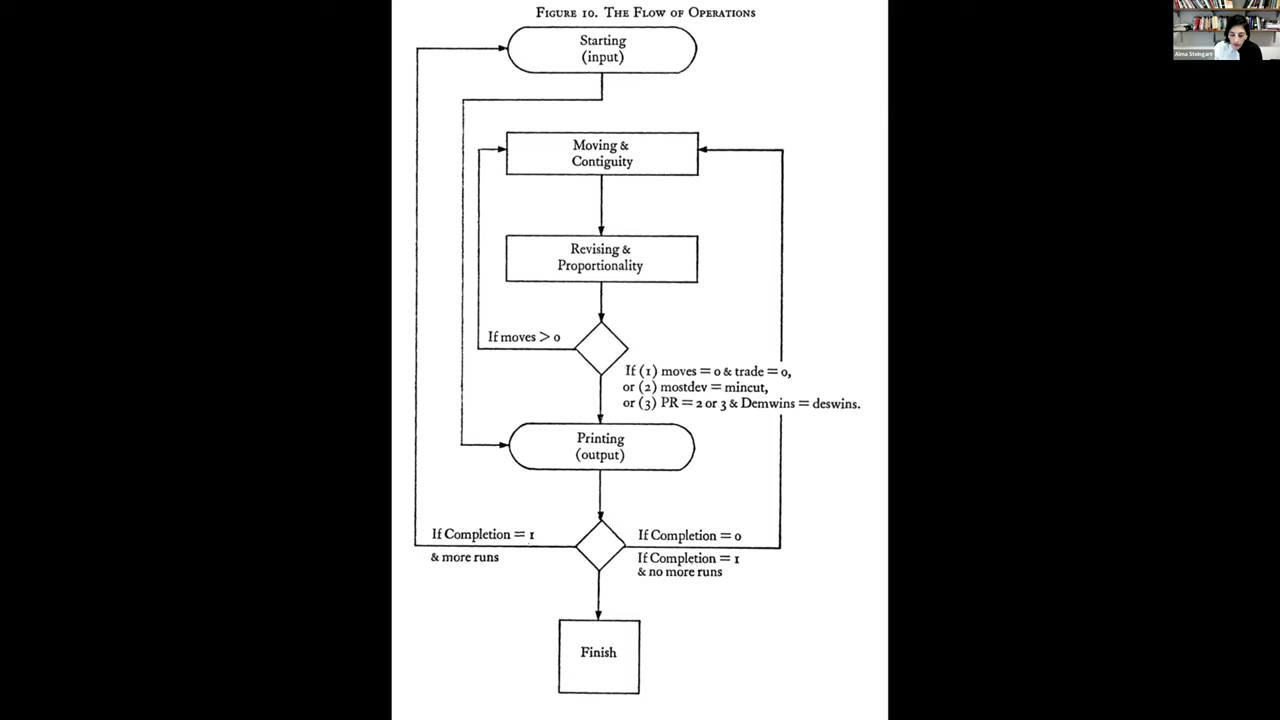 FIGURE 10. THE FLOW OF OPERATIONS
Alma Steingart
Starting
(input)
Moving &
Contiguity
Revising &
Proportionality
If moves > 0
If (1) moves = 0 & trade = 0,
or (2) mostdev = mincut,
or (3) PR = 2 or 3 & Demwins = deswins.
Printing
(output)
If Completion = 1
& more runs
If Completion = 0
If Completion = 1
& no more runs
Finish